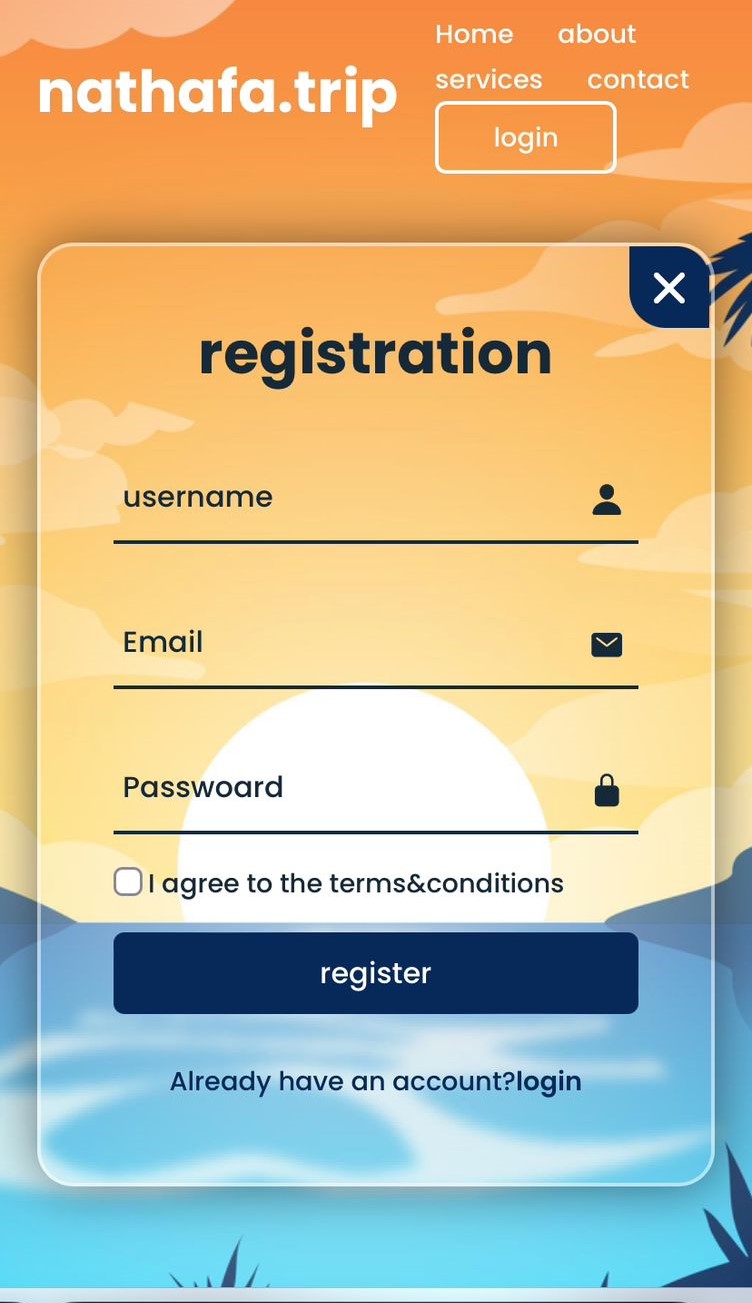 nathafa.trip
Home about
services contact
login
registration
username
Email
Passwoard
I agree to the terms&conditions
register
Already have an account?login